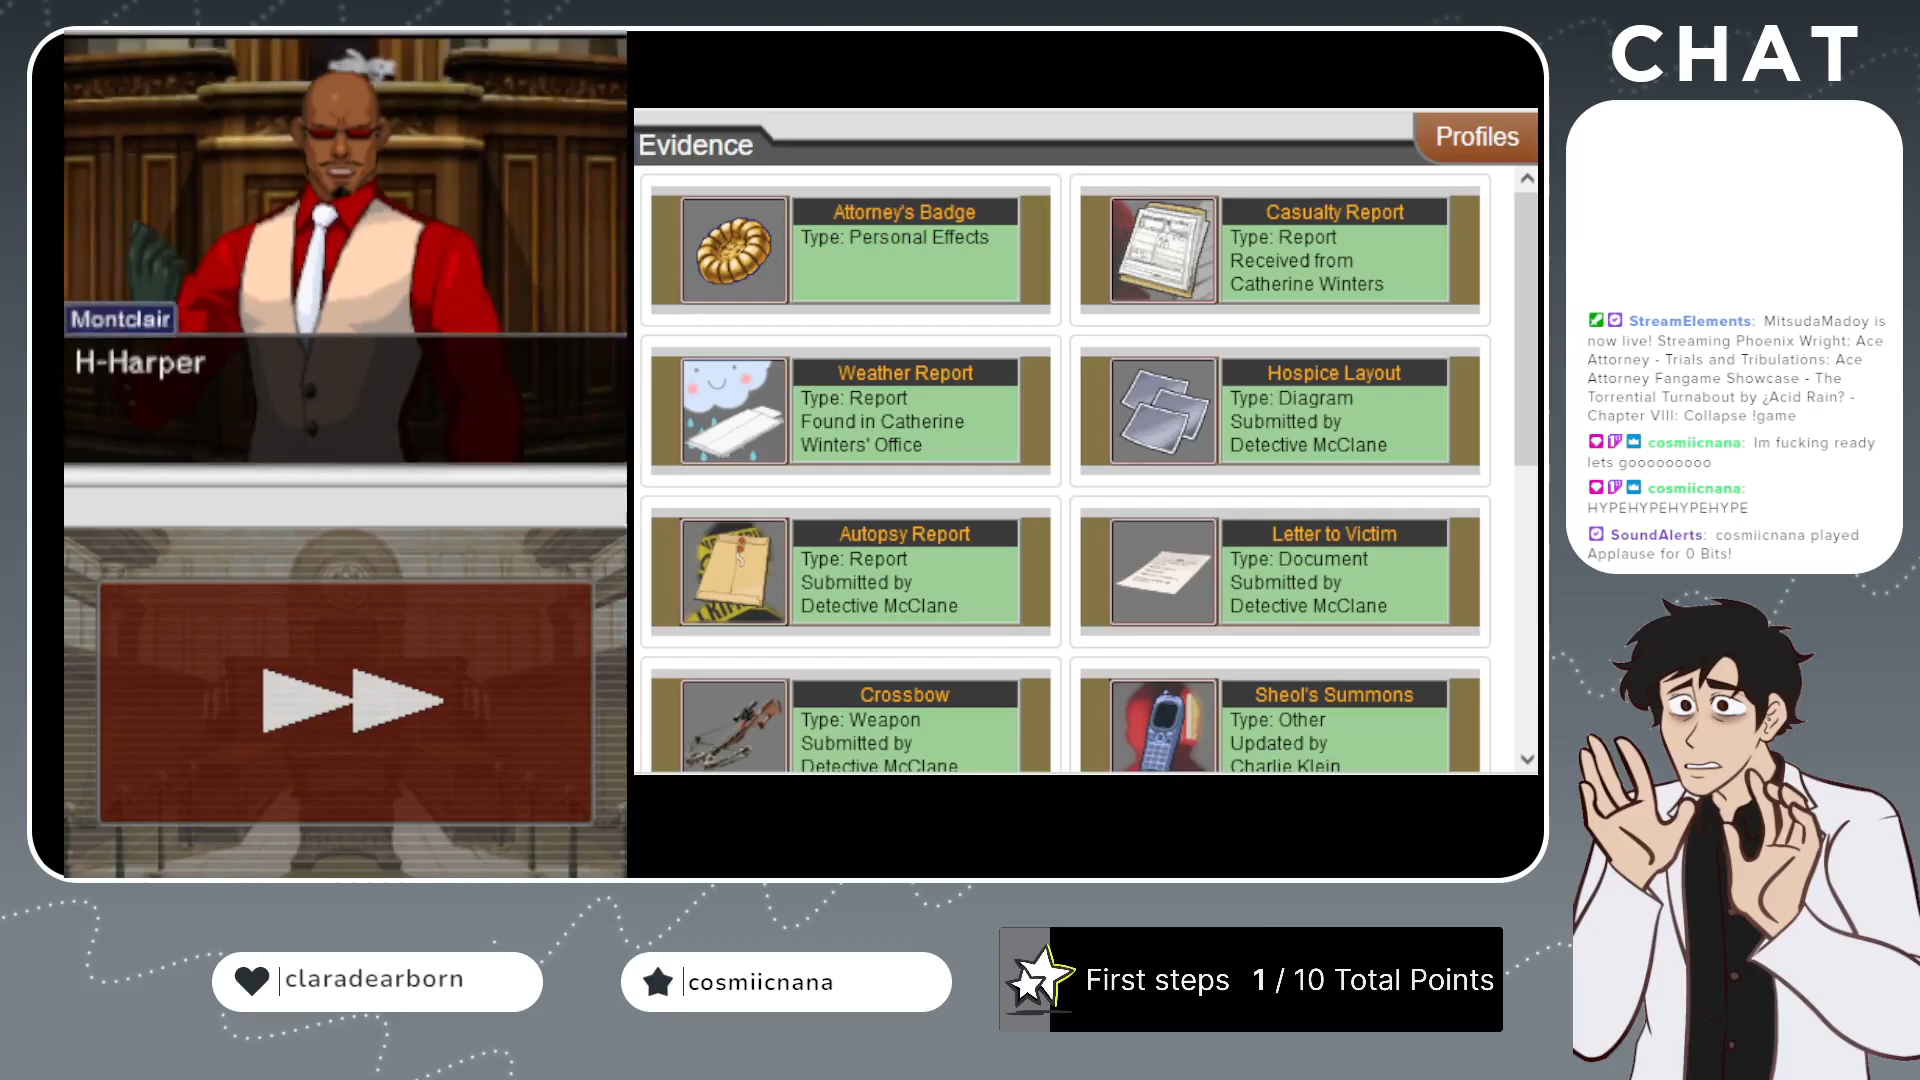 CHAT
Evidence
Profiles
Attorney's Badge
Type: Personal Effects
Casualty Report
Type: Report
Received from
Catherine Winters
Weather Report
Type: Report
Found in Catherine
Winters' Office
Hospice Layout
Type: Diagram
Submitted by
Detective McClane
Autopsy Report
Type: Report
Submitted by
Detective McClane
Letter to Victim
Type: Document
Submitted by
Detective McClane
Crossbow
Type: Weapon
Submitted by
Detective McClane
Sheol's Summons
Type: Other
Updated by
Charlie Klein
Montclair
H-Harper
StreamElements: MitsudaMadoy is
now live! Streaming Phoenix Wright: Ace
Attorney - Trials and Tribulations: Ace
Attorney Fangame Showcase - The
Torrential Turnabout by ¿Acid Rain? -
Chapter VIII: Collapse !game
cosmiicnana: Im fucking ready
lets gooooooooo
cosmiicnana:
HYPEHYPEHYPEHYPE
SoundAlerts: cosmiicnana played
Applause for 0 Bits!
claradearborn
cosmiicnana
First steps 1 / 10 Total Points